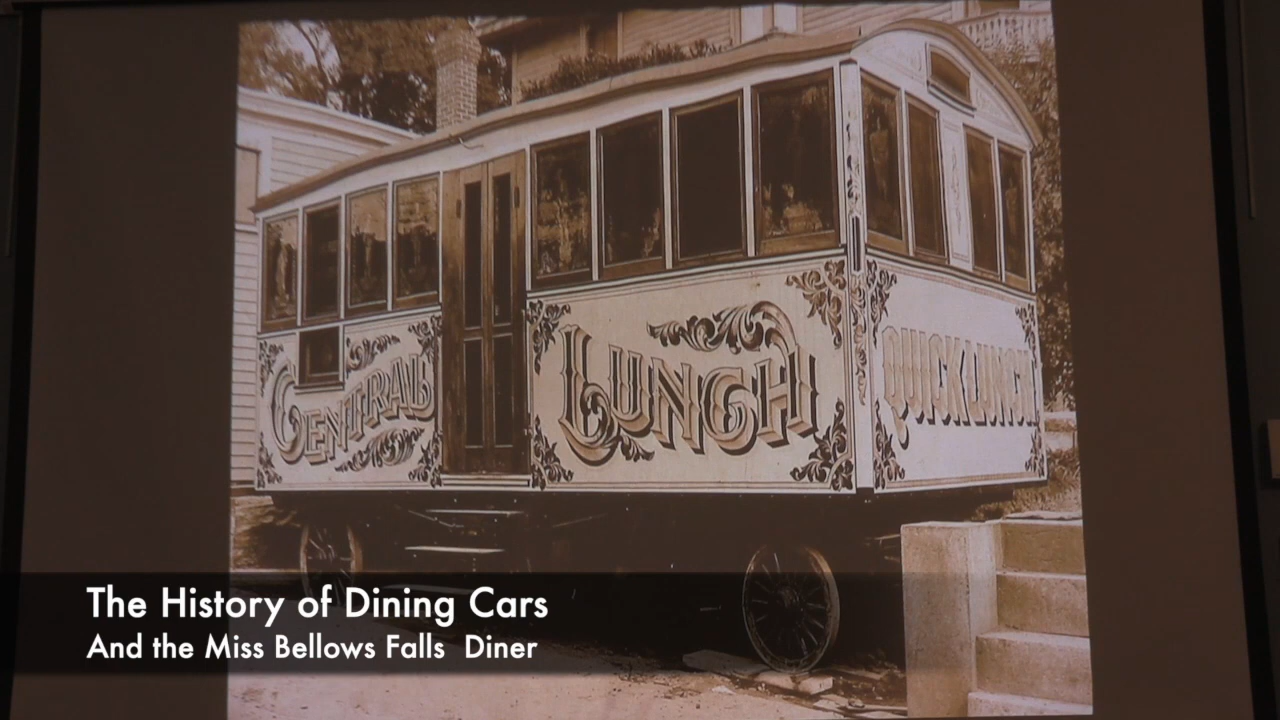 CENTRAL
LUNCH
QUICK LUNCH
The History of Dining Cars
And the Miss Bellows Falls Diner